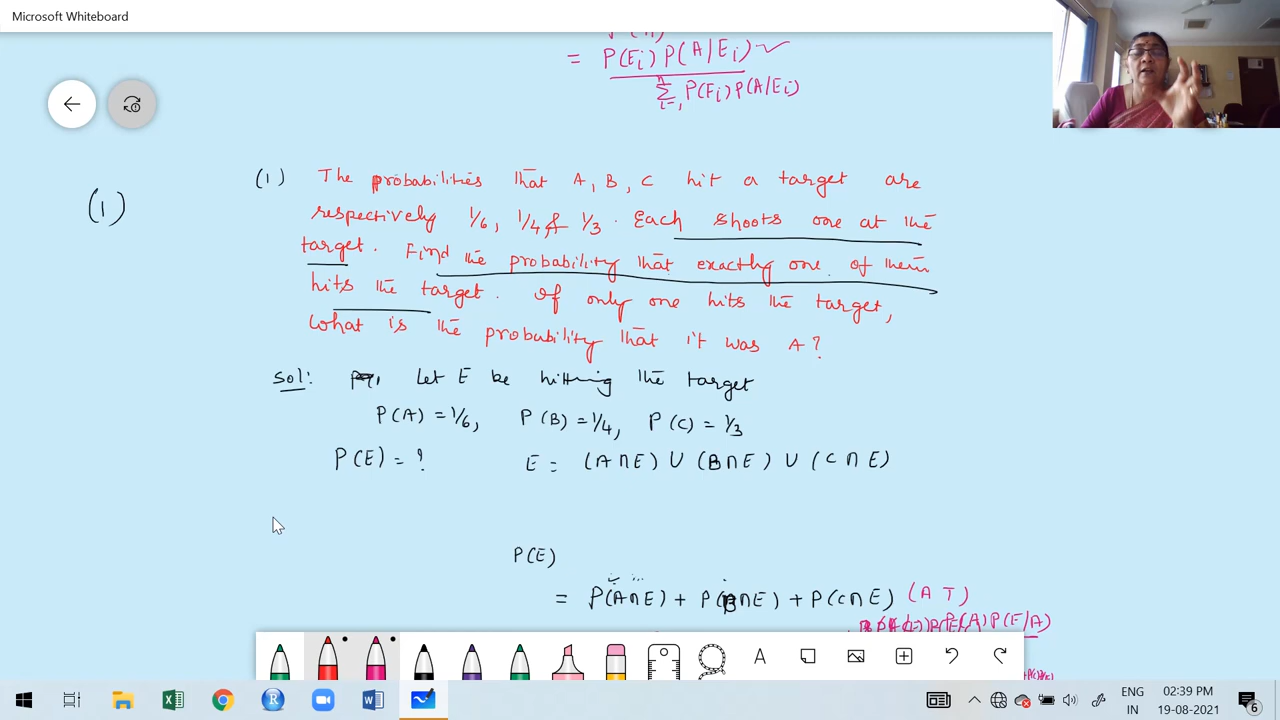 Microsoft Whiteboard
= P(Ei) P(A/Ei)
n
Σ P(Ei) P(A/Ei)
i=1
(1)
(1) The probabilities that A, B, C hit a target are
respectively 1/6, 1/4, & 1/3. Each shoots one at the
target. Find the probability that exactly one of them
hits the target. If only one hits the target,
what is the probability that it was A?
Sol: Let E be hitting the target
P(A) = 1/6, P(B) = 1/4, P(C) = 1/3
P(E) = ? E = (A∩E) U (B∩E) U (C∩E)
P(E)
= P(A∩E) + P(B∩E) + P(C∩E) (A T)
P(A) P(E/A)
A
ENG
IN
02:39 PM
19-08-2021
6